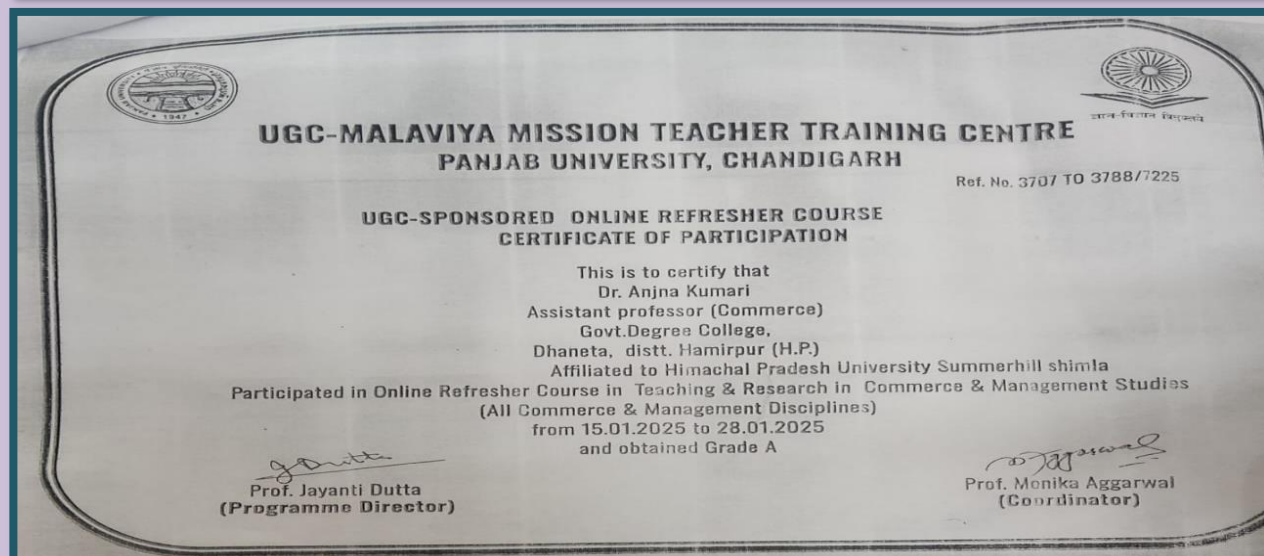 PANJAB UNIVERSITY
1947
ज्ञान-विज्ञान विमुक्तये
UGC-MALAVIYA MISSION TEACHER TRAINING CENTRE
PANJAB UNIVERSITY, CHANDIGARH
Ref. No. 3707 TO 3788/7225
UGC-SPONSORED ONLINE REFRESHER COURSE
CERTIFICATE OF PARTICIPATION
This is to certify that
Dr. Anjna Kumari
Assistant professor (Commerce)
Govt.Degree College,
Dhaneta, distt. Hamirpur (H.P.)
Affiliated to Himachal Pradesh University Summerhill shimla
Participated in Online Refresher Course in Teaching & Research in Commerce & Management Studies
(All Commerce & Management Disciplines)
from 15.01.2025 to 28.01.2025
and obtained Grade A
Prof. Jayanti Dutta
(Programme Director)
Prof. Monika Aggarwal
(Coordinator)